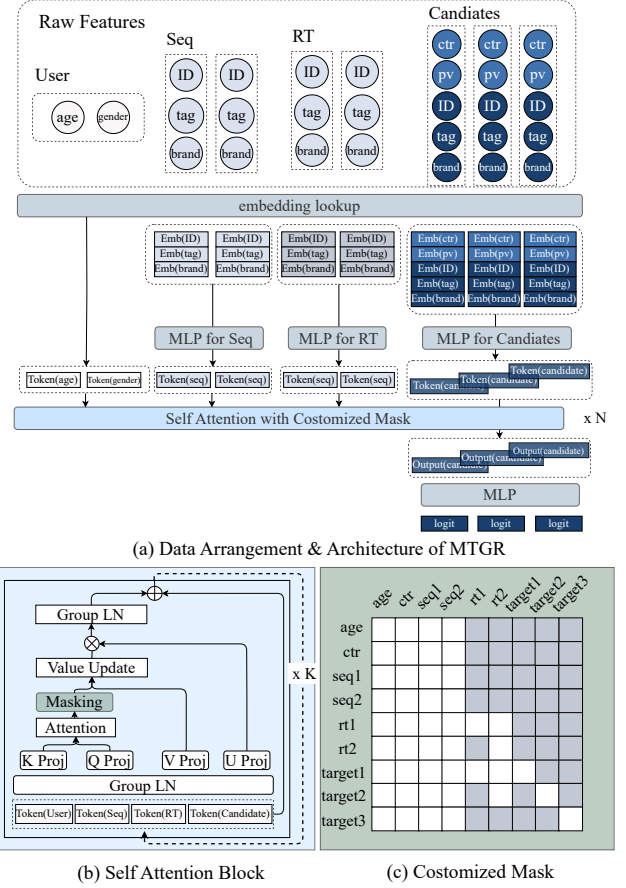 Raw Features
User
Seq
RT
Candiates
age
gender
ID
ID
tag
tag
brand
brand
ID
ID
tag
tag
brand
brand
ctr
ctr
ctr
pv
pv
pv
ID
ID
ID
tag
tag
tag
brand
brand
brand
embedding lookup
Emb(ID)
Emb(ID)
Emb(tag)
Emb(tag)
Emb(brand)
Emb(brand)
Emb(ID)
Emb(ID)
Emb(tag)
Emb(tag)
Emb(brand)
Emb(brand)
Emb(ctr)
Emb(ctr)
Emb(ctr)
Emb(pv)
Emb(pv)
Emb(pv)
Emb(ID)
Emb(ID)
Emb(ID)
Emb(tag)
Emb(tag)
Emb(tag)
Emb(brand)
Emb(brand)
Emb(brand)
MLP for Seq
MLP for RT
MLP for Candiates
Token(age)
Token(gender)
Token(seq)
Token(seq)
Token(seq)
Token(seq)
Token(candidate)
Token(candidate)
Token(candidate)
Self Attention with Costomized Mask
x N
Output(candidate)
Output(candidate)
Output(candidate)
MLP
logit
logit
logit
(a) Data Arrangement & Architecture of MTGR
Group LN
Value Update
Masking
Attention
K Proj
Q Proj
V Proj
U Proj
Group LN
Token(User)
Token(Seq)
Token(RT)
Token(Candidate)
x K
(b) Self Attention Block
age
ctr
seq1
seq2
rt1
rt2
target1
target2
target3
age
ctr
seq1
seq2
rt1
rt2
target1
target2
target3
(c) Costomized Mask